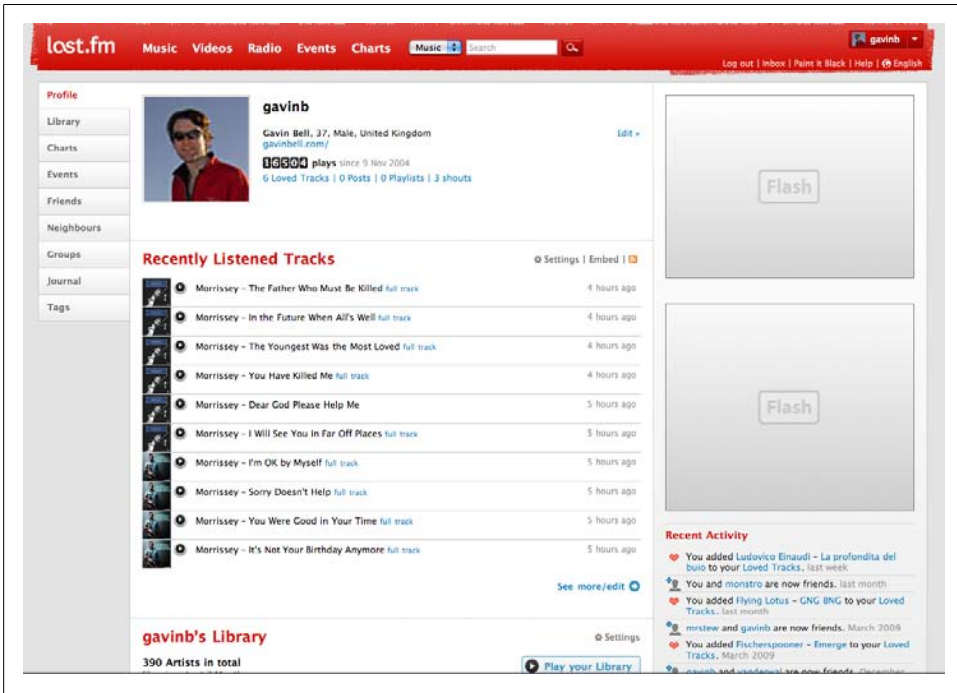 last.fm
Music Videos Radio Events Charts Music Search
gavinb
Log out | Inbox | Paint It Black | Help | English
Profile
Library
Charts
Events
Friends
Neighbours
Groups
Journal
Tags
gavinb
Gavin Bell, 37, Male, United Kingdom
Edit »
gavinbell.com/
16504 plays since 9 Nov 2004
6 Loved Tracks | 0 Posts | 0 Playlists | 3 shouts
Recently Listened Tracks
Settings | Embed |
Morrissey – The Father Who Must Be Killed full track 4 hours ago
Morrissey – In the Future When All's Well full track 4 hours ago
Morrissey – The Youngest Was the Most Loved full track 4 hours ago
Morrissey – You Have Killed Me full track 4 hours ago
Morrissey – Dear God Please Help Me 5 hours ago
Morrissey – I Will See You in Far Off Places full track 5 hours ago
Morrissey – I'm OK by Myself full track 5 hours ago
Morrissey – Sorry Doesn't Help full track 5 hours ago
Morrissey – You Were Good in Your Time full track 5 hours ago
Morrissey – It's Not Your Birthday Anymore full track 5 hours ago
See more/edit
gavinb's Library
Settings
390 Artists in total
Play your Library
Flash
Flash
Recent Activity
You added Ludovico Einaudi – La profondita del
buio to your Loved Tracks. last week
You and monstro are now friends. last month
You added Flying Lotus – GNG BNG to your Loved
Tracks. last month
mrstew and gavinb are now friends. March 2009
You added Fischerspooner – Emerge to your Loved
Tracks. March 2009
gavinb and vanderwal are now friends. December